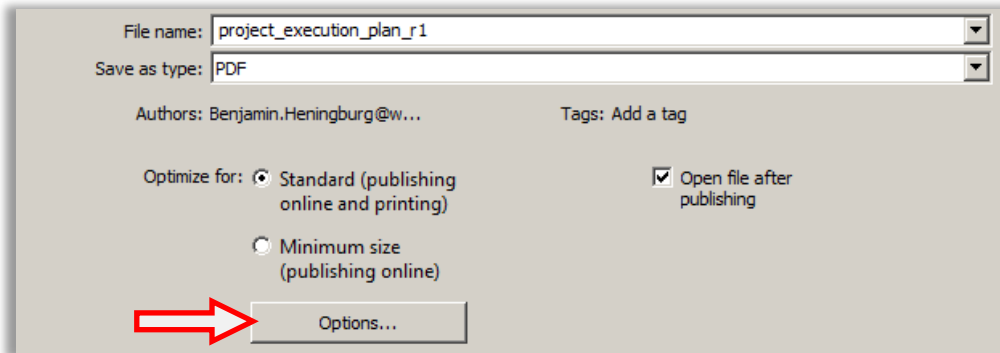 File name: project_execution_plan_r1
Save as type: PDF
Authors: Benjamin.Heningburg@w... Tags: Add a tag
Optimize for: Standard (publishing
online and printing)
Open file after
publishing
Minimum size
(publishing online)
Options...